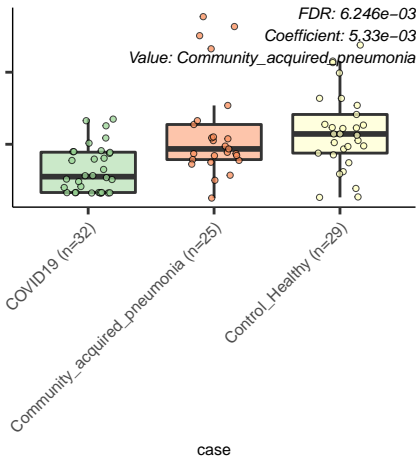 FDR: 6.246e−03
Coefficient: 5.33e−03
Value: Community_acquired_pneumonia
COVID19 (n=32)
Community_acquired_pneumonia (n=25)
Control_Healthy (n=29)
case